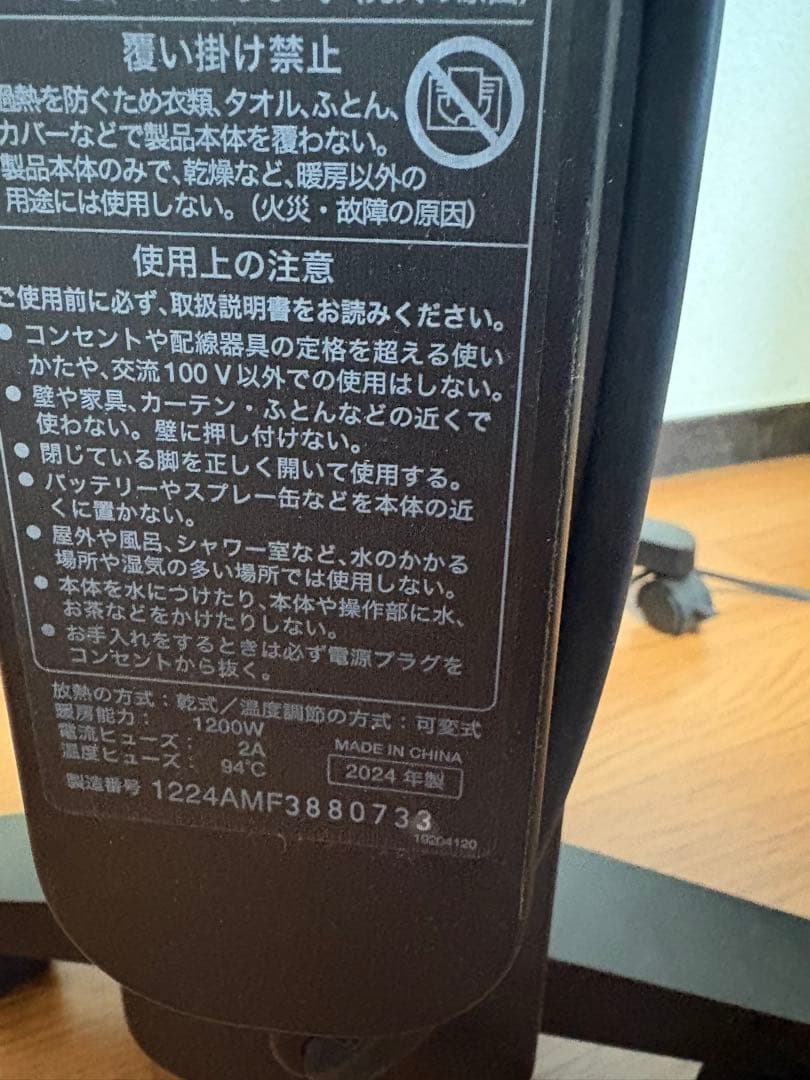 覆い掛け禁止
過熱を防ぐため衣類、タオル、ふとん、
カバーなどで製品本体を覆わない。
製品本体のみで、乾燥など、暖房以外の
用途には使用しない。（火災・故障の原因）
使用上の注意
ご使用前に必ず、取扱説明書をお読みください。
● コンセントや配線器具の定格を超える使い
かたや、交流100V以外での使用はしない。
● 壁や家具、カーテン・ふとんなどの近くで
使わない。壁に押し付けない。
● 閉じている脚を正しく開いて使用する。
● バッテリーやスプレー缶などを本体の近
くに置かない。
● 屋外や風呂、シャワー室など、水のかかる
場所や湿気の多い場所では使用しない。
● 本体を水につけたり、本体や操作部に水、
お茶などをかけたりしない。
● お手入れをするときは必ず電源プラグを
コンセントから抜く。
放熱の方式：乾式／温度調節の方式：可変式
暖房能力： 1200W
電流ヒューズ： 2A
温度ヒューズ： 94℃
MADE IN CHINA
2024年製
製造番号 1224AMF3880733
19204120